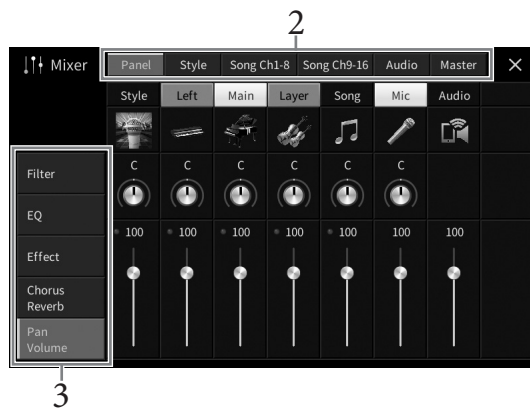 2
Mixer
Panel Style Song Ch1-8 Song Ch9-16 Audio Master
Style Left Main Layer Song Mic Audio
Filter
EQ
Effect
Chorus
Reverb
Pan
Volume
C C C C C C
100 100 100 100 100 100 100
3